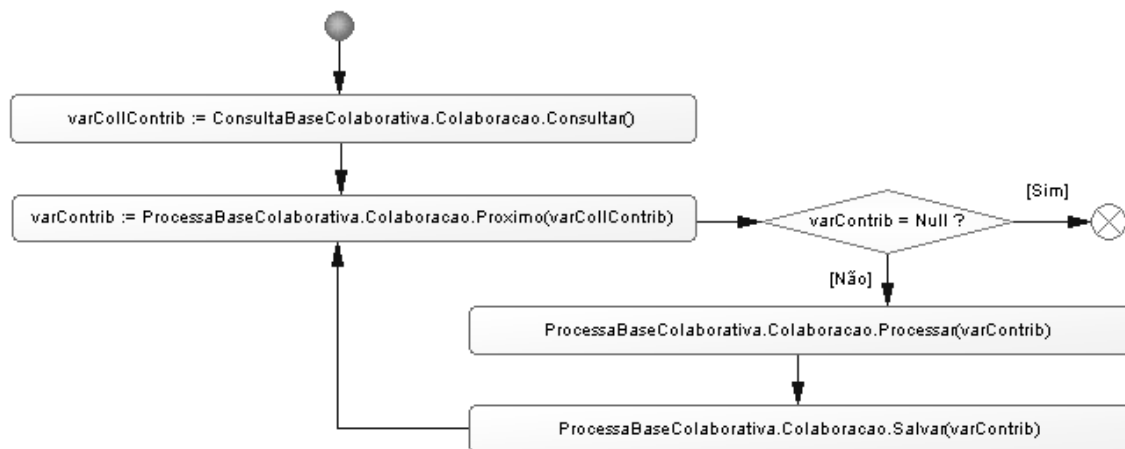 varCollContrib := ConsultaBaseColaborativa.Colaboracao.Consultar()
varContrib := ProcessaBaseColaborativa.Colaboracao.Proximo(varCollContrib)
varContrib = Null ?
[Sim]
[Não]
ProcessaBaseColaborativa.Colaboracao.Processar(varContrib)
ProcessaBaseColaborativa.Colaboracao.Salvar(varContrib)